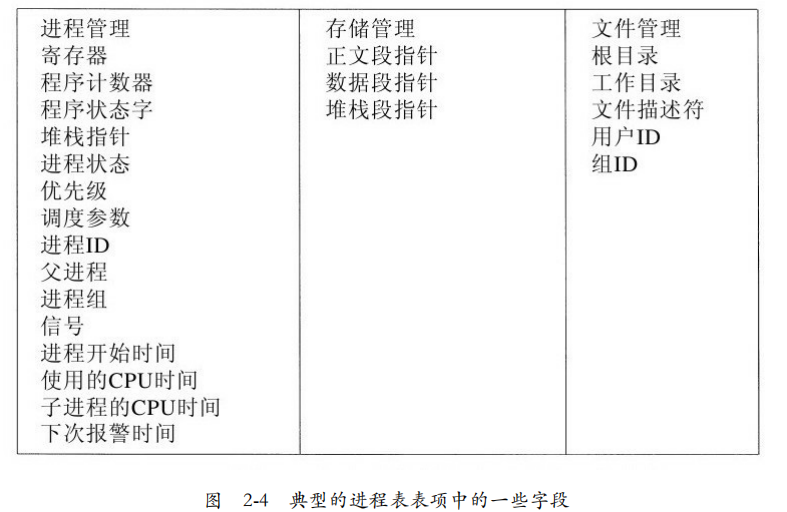 进程管理
寄存器
程序计数器
程序状态字
堆栈指针
进程状态
优先级
调度参数
进程ID
父进程
进程组
信号
进程开始时间
使用的CPU时间
子进程的CPU时间
下次报警时间
存储管理
正文段指针
数据段指针
堆栈段指针
文件管理
根目录
工作目录
文件描述符
用户ID
组ID
图 2-4 典型的进程表表项中的一些字段